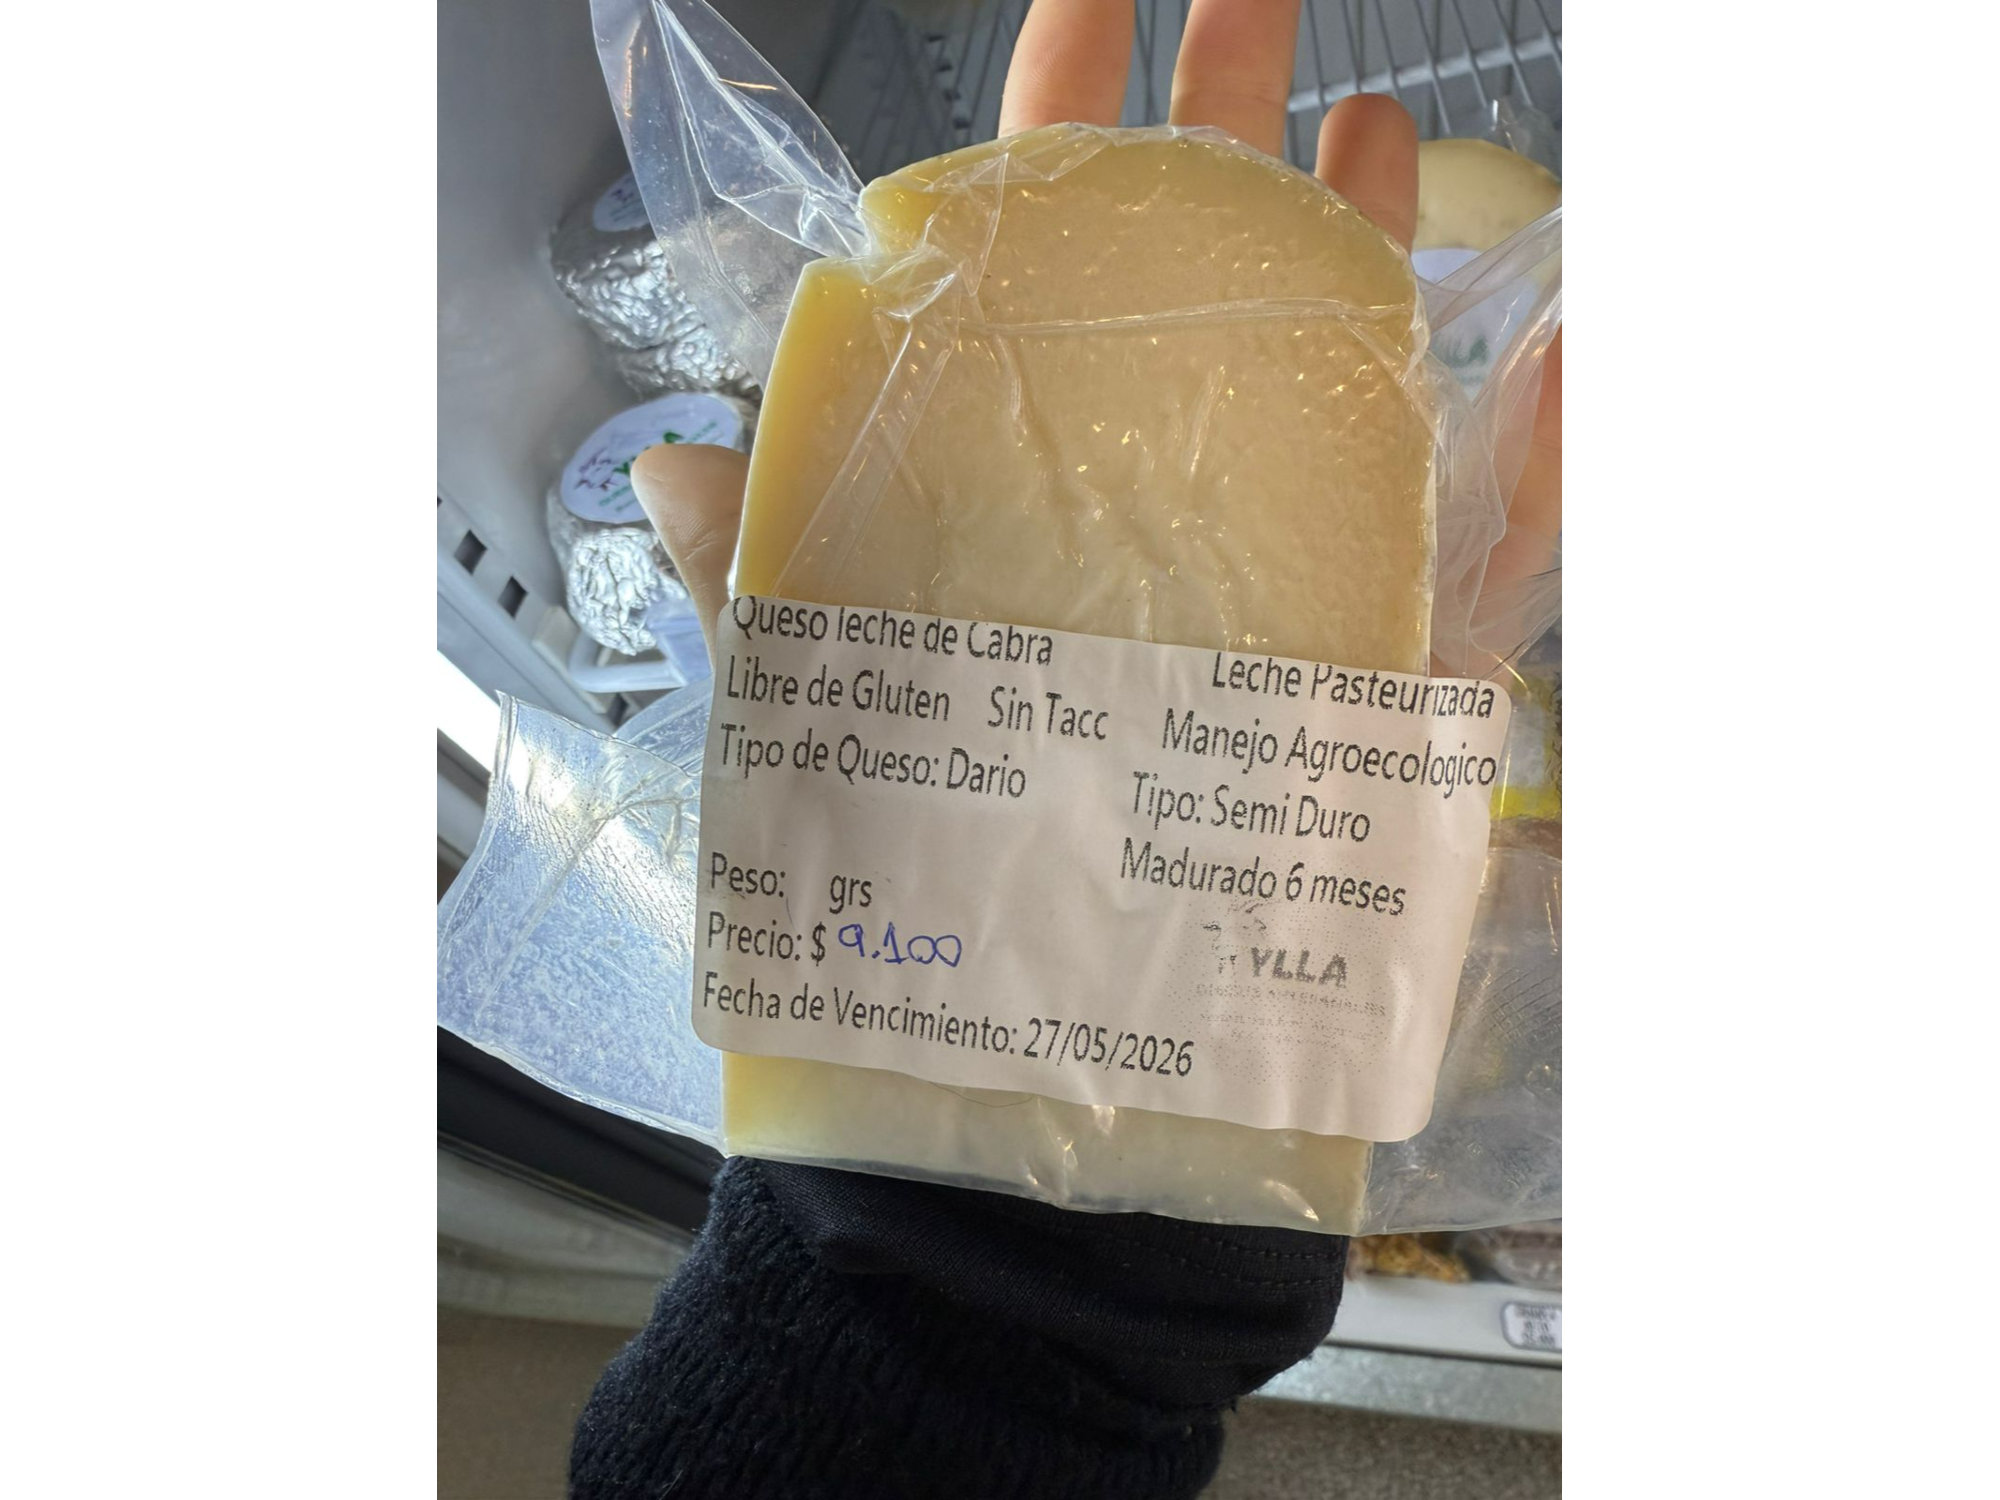 Queso leche de Cabra
Leche Pasteurizada
Libre de Gluten Sin Tacc
Manejo Agroecologico
Tipo de Queso: Dario
Tipo: Semi Duro
Madurado 6 meses
Peso: grs
Precio: $ 9.100
YLLA
Fecha de Vencimiento: 27/05/2026